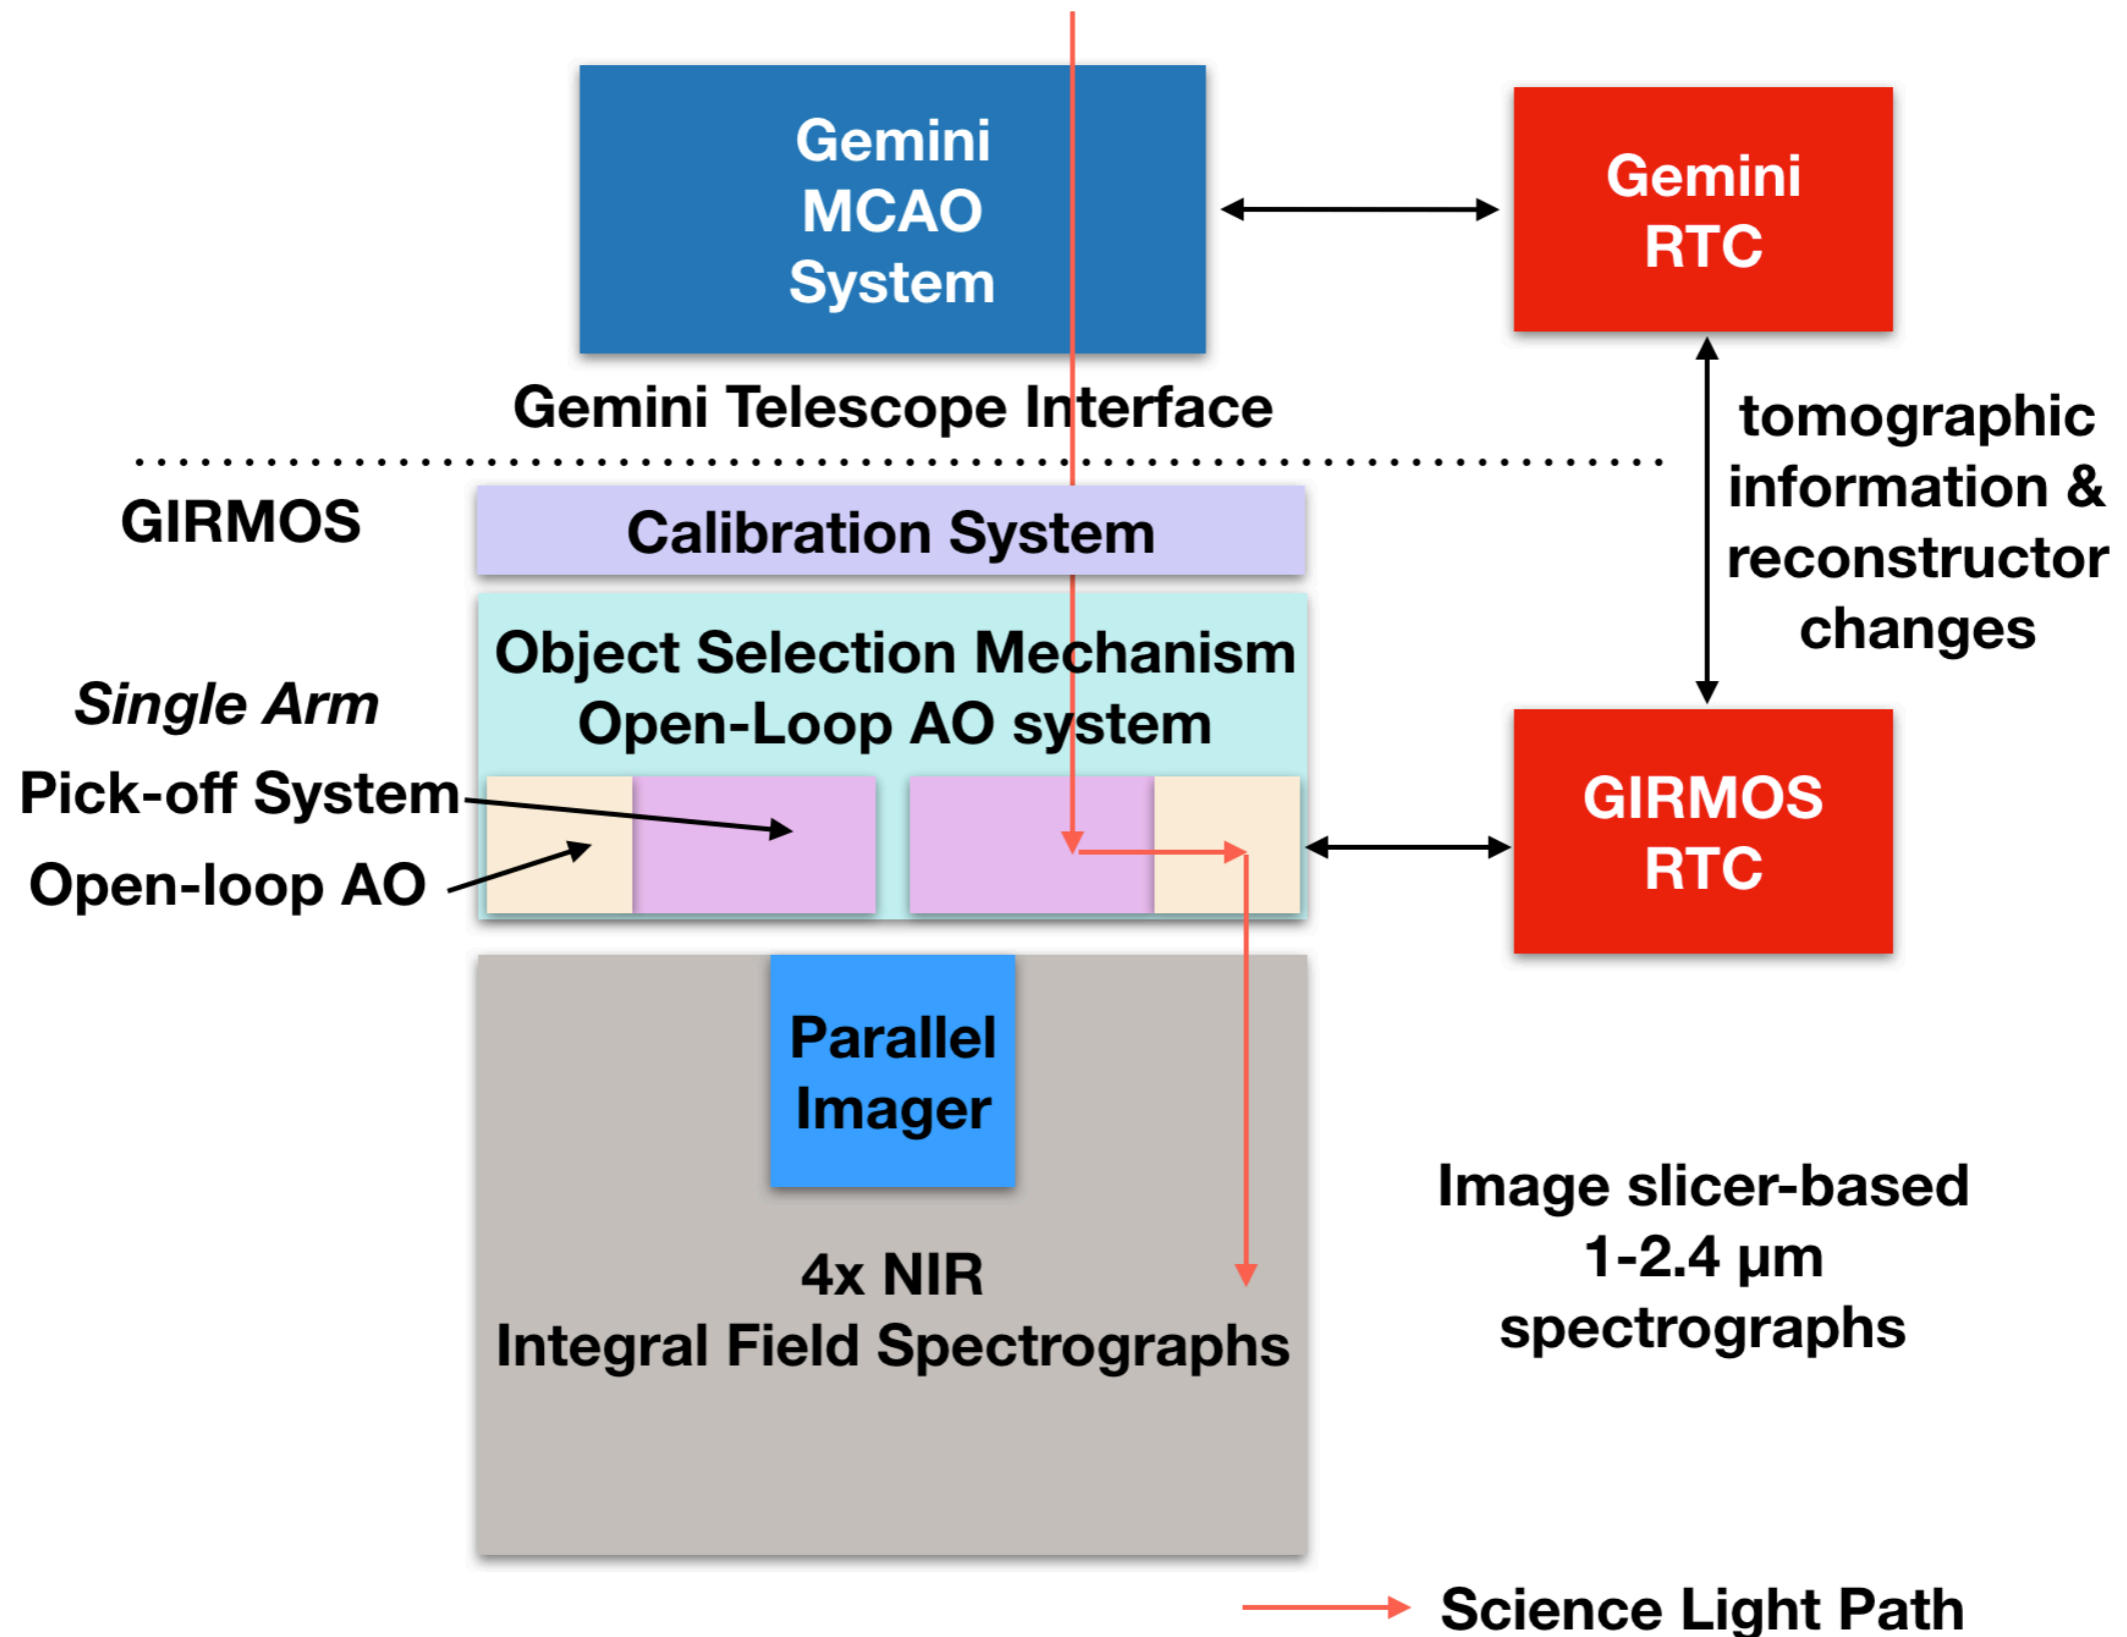 Gemini
MCAO
System
Gemini
RTC
Gemini Telescope Interface
tomographic
information &
reconstructor
changes
GIRMOS
Calibration System
Object Selection Mechanism
Open-Loop AO system
Single Arm
Pick-off System
Open-loop AO
GIRMOS
RTC
Parallel
Imager
4x NIR
Integral Field Spectrographs
Image slicer-based
1-2.4 µm
spectrographs
Science Light Path